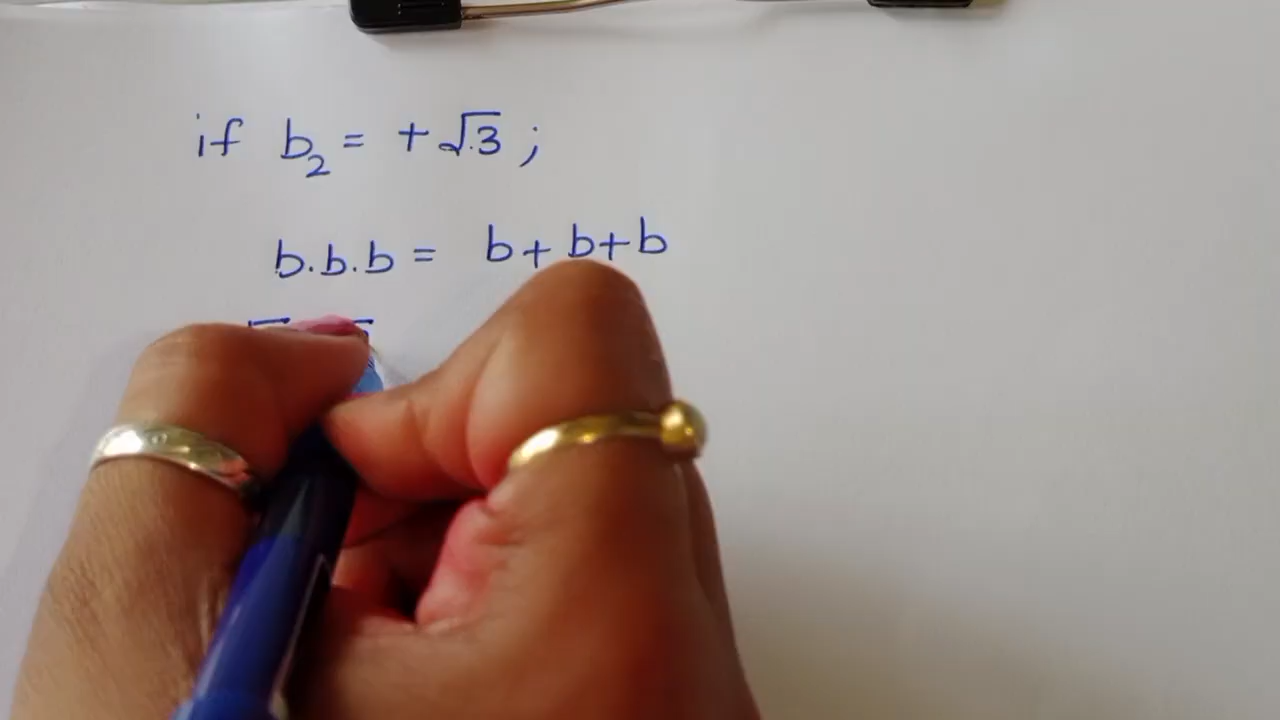 if b₂ = +√3 ;
b.b.b = b+b+b